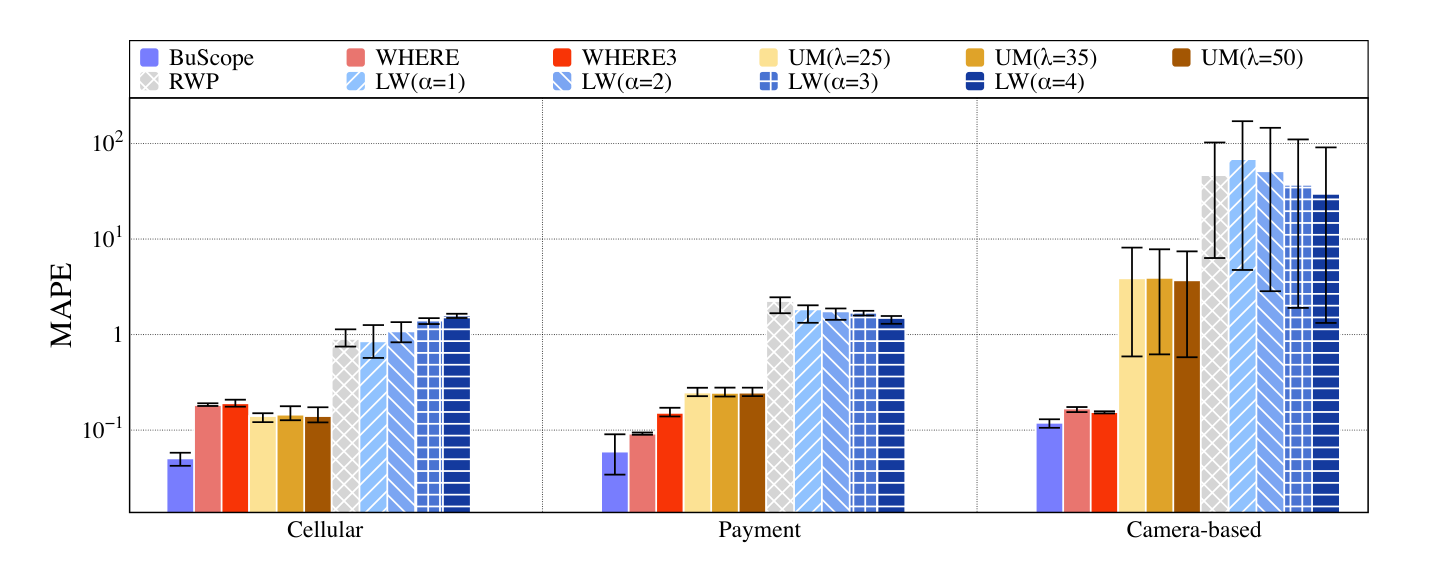 BuScope WHERE WHERE3 UM(λ=25) UM(λ=35) UM(λ=50)
RWP LW(α=1) LW(α=2) LW(α=3) LW(α=4)
10²
10¹
1
10⁻¹
MAPE
Cellular Payment Camera-based